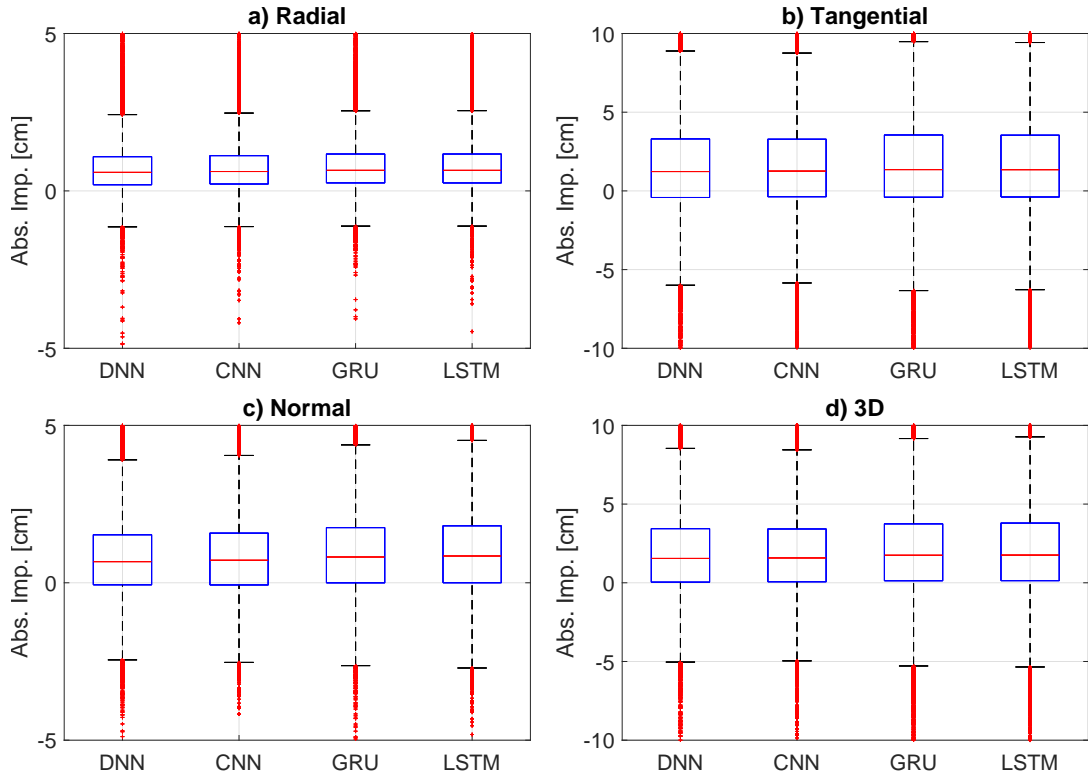 a) Radial
Abs. Imp. [cm]
5
0
-5
DNN CNN GRU LSTM
b) Tangential
Abs. Imp. [cm]
10
5
0
-5
-10
DNN CNN GRU LSTM
c) Normal
Abs. Imp. [cm]
5
0
-5
DNN CNN GRU LSTM
d) 3D
Abs. Imp. [cm]
10
5
0
-5
-10
DNN CNN GRU LSTM